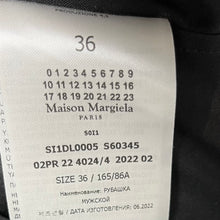 36
0 1 2 3 4 5 6 7 8 9
10 11 12 13 14 15 16
17 18 19 20 21 22 23
Maison Margiela
PARIS
S0I1
SI1DL0005 S60345
02PR 22 4024/4 2022 02
SIZE 36 / 165/86A
НАИМЕНОВАНИЕ: РУБАШКА
МУЖСКОЙ
/ ДАТА ИЗГОТОВЛЕНИЯ: 06.2022